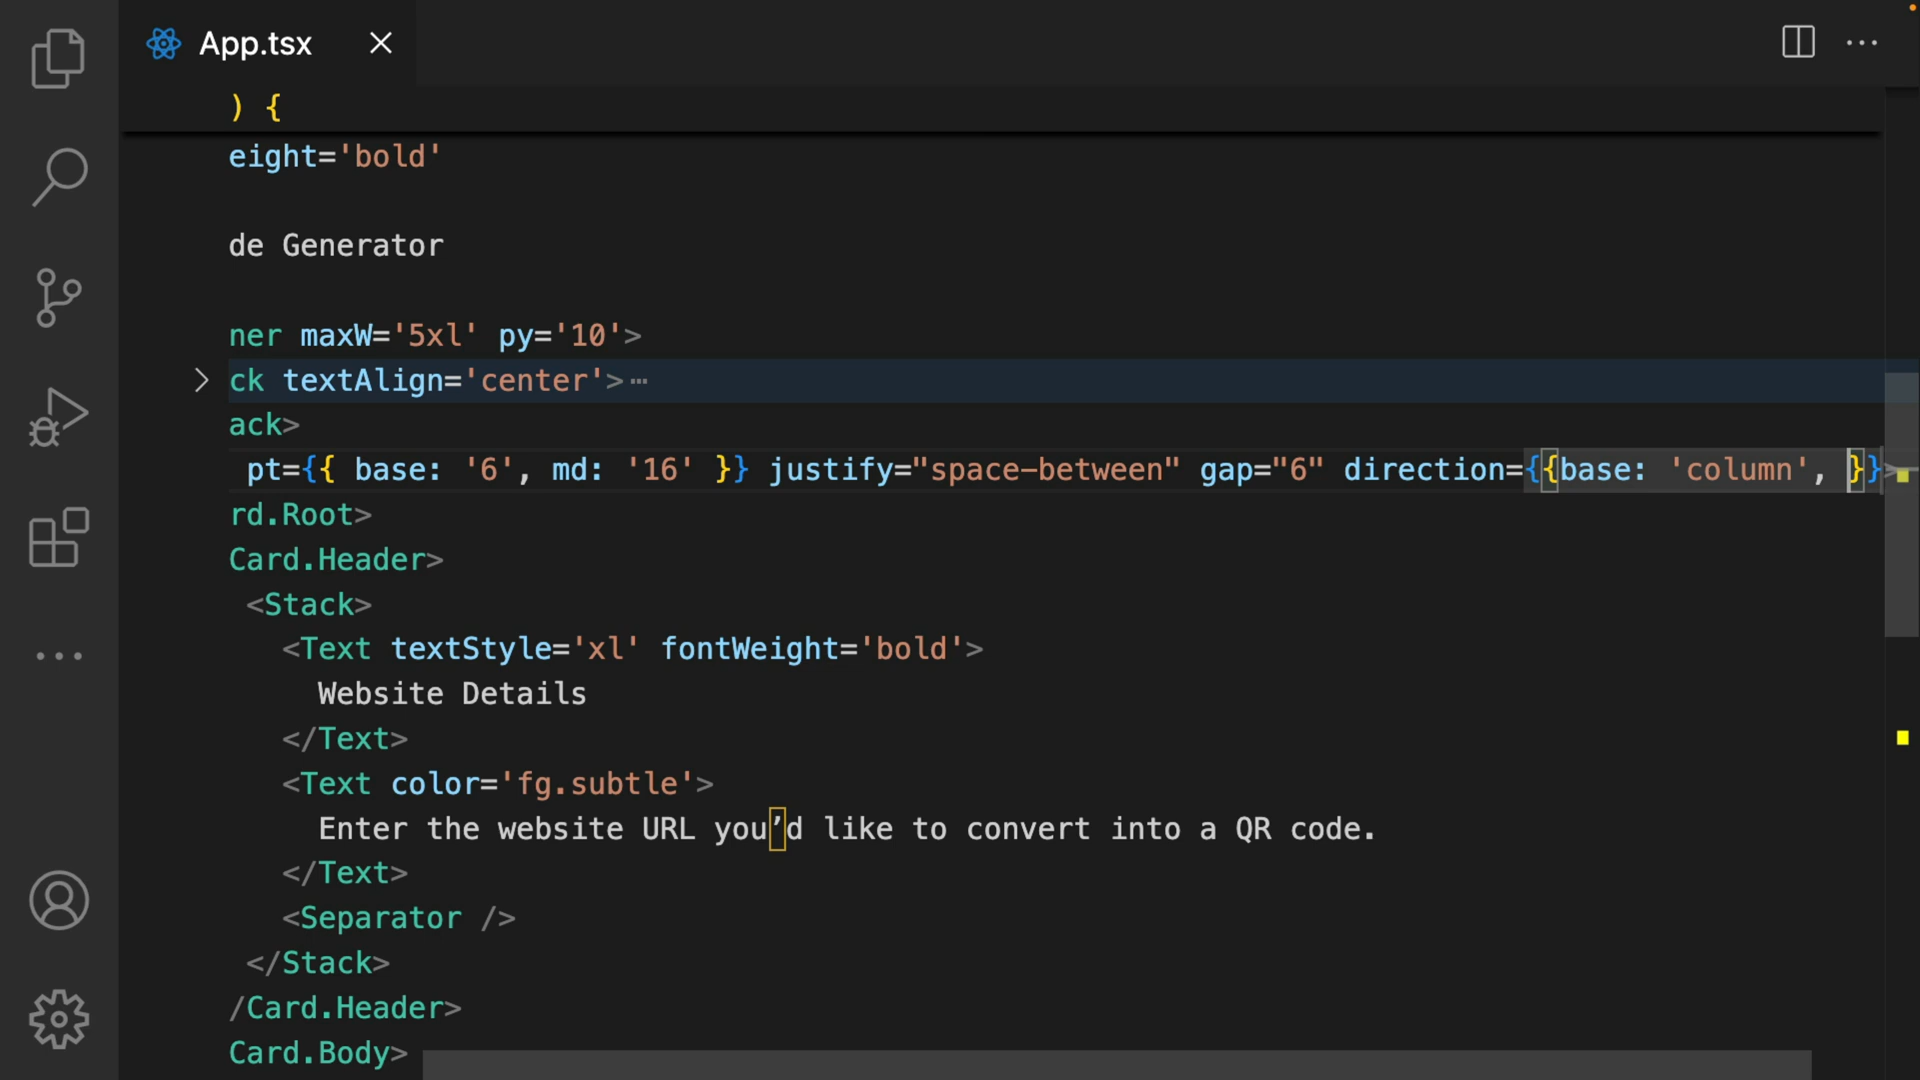 App.tsx
) {
eight='bold'
de Generator
ner maxW='5xl' py='10'>
ck textAlign='center'>
ack>
pt={{ base: '6', md: '16' }} justify="space-between" gap="6" direction={{base: 'column', }}>
rd.Root>
Card.Header>
<Stack>
<Text textStyle='xl' fontWeight='bold'>
Website Details
</Text>
<Text color='fg.subtle'>
Enter the website URL you’d like to convert into a QR code.
</Text>
<Separator />
</Stack>
/Card.Header>
Card.Body>